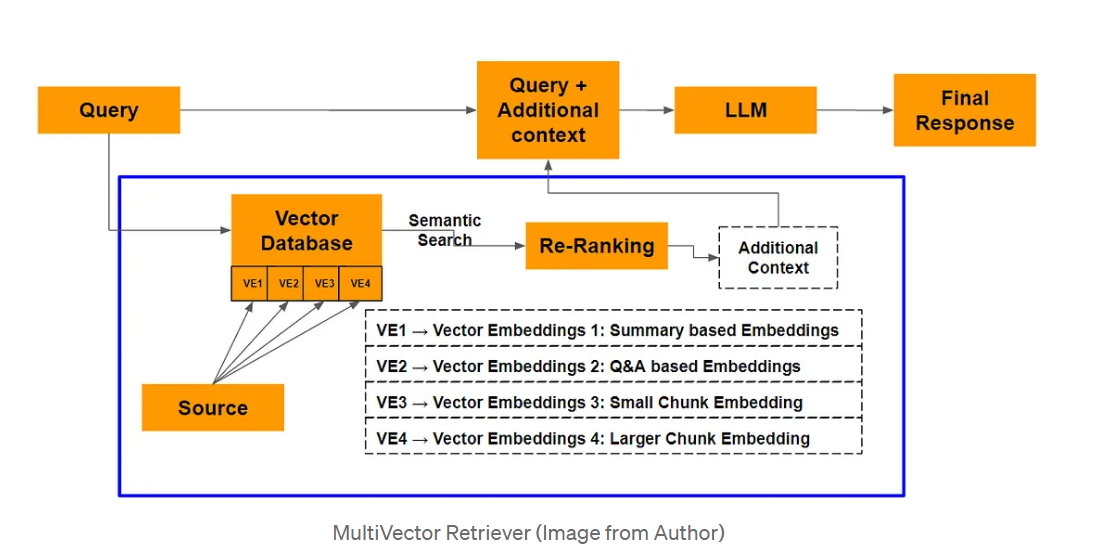 Query
Query +
Additional
context
LLM
Final
Response
Vector
Database
VE1 VE2 VE3 VE4
Semantic
Search
Re-Ranking
Additional
Context
VE1 → Vector Embeddings 1: Summary based Embeddings
VE2 → Vector Embeddings 2: Q&A based Embeddings
VE3 → Vector Embeddings 3: Small Chunk Embedding
VE4 → Vector Embeddings 4: Larger Chunk Embedding
Source
MultiVector Retriever (Image from Author)